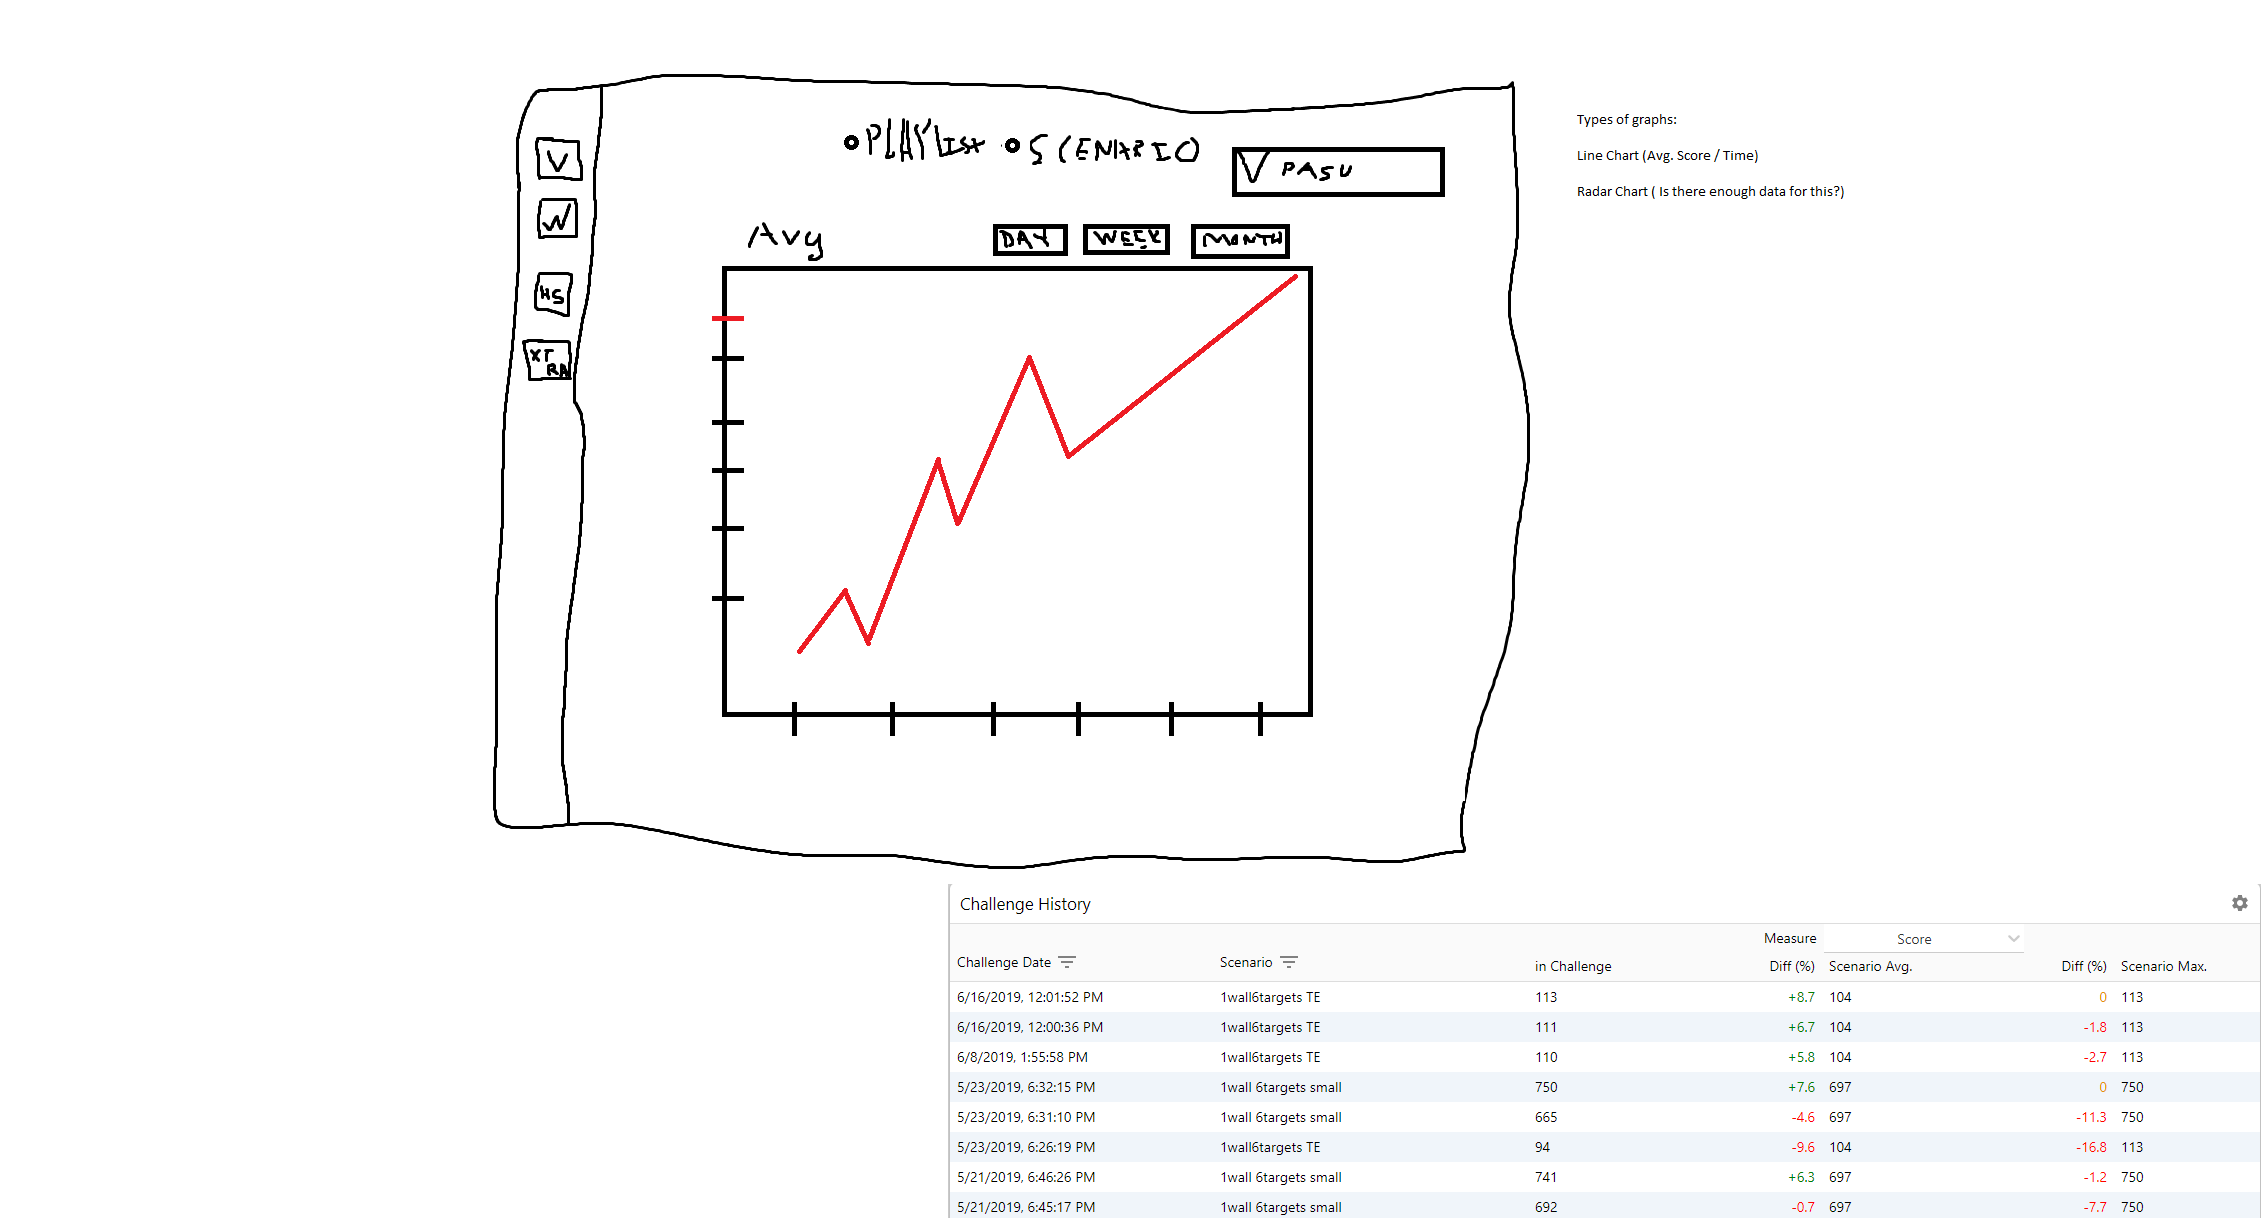 PLAYlIST SCENARIO
V PASU
Avg
DAY WEEK MONTH
V
W
HS
XT
RA
Types of graphs:
Line Chart (Avg. Score / Time)
Radar Chart ( Is there enough data for this?)
Challenge History
Measure Score
Challenge Date Scenario in Challenge Diff (%) Scenario Avg. Diff (%) Scenario Max.
6/16/2019, 12:01:52 PM 1wall6targets TE 113 +8.7 104 0 113
6/16/2019, 12:00:36 PM 1wall6targets TE 111 +6.7 104 -1.8 113
6/8/2019, 1:55:58 PM 1wall6targets TE 110 +5.8 104 -2.7 113
5/23/2019, 6:32:15 PM 1wall 6targets small 750 +7.6 697 0 750
5/23/2019, 6:31:10 PM 1wall 6targets small 665 -4.6 697 -11.3 750
5/23/2019, 6:26:19 PM 1wall6targets TE 94 -9.6 104 -16.8 113
5/21/2019, 6:46:26 PM 1wall 6targets small 741 +6.3 697 -1.2 750
5/21/2019, 6:45:17 PM 1wall 6targets small 692 -0.7 697 -7.7 750